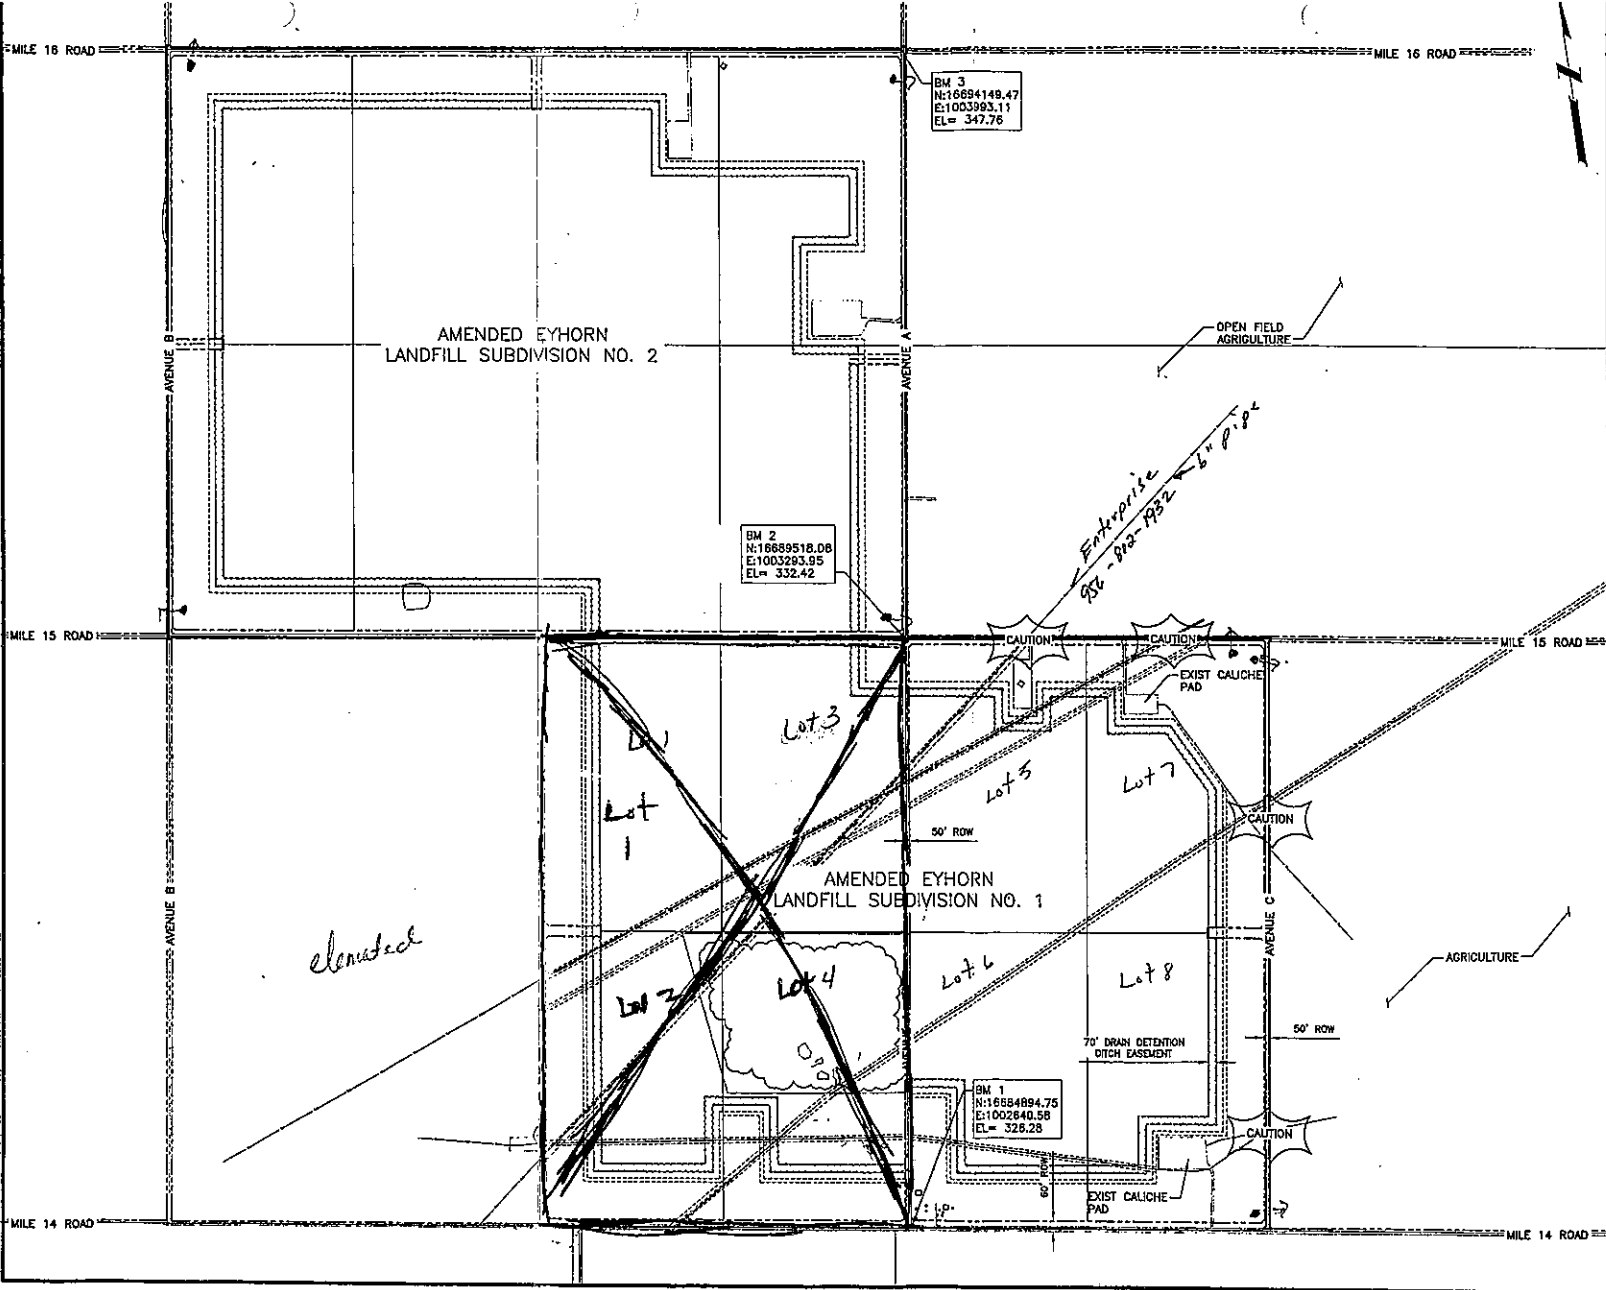 MILE 16 ROAD
MILE 16 ROAD
BM 3
N:16694149.47
E:1003993.11
EL= 347.76
AVENUE B
AMENDED EYHORN
LANDFILL SUBDIVISION NO. 2
AVENUE A
OPEN FIELD
AGRICULTURE
Enterprise
956-802-1932
6"
BM 2
N:16689518.08
E:1003293.95
EL= 332.42
MILE 15 ROAD
CAUTION
CAUTION
MILE 15 ROAD
EXIST CALICHE
PAD
Lot 3
Lot 5
Lot 7
Lot
1
CAUTION
50' ROW
AMENDED EYHORN
LANDFILL SUBDIVISION NO. 1
AVENUE B
AVENUE C
Lot 2
Lot 4
Lot 6
Lot 8
AGRICULTURE
50' ROW
70' DRAIN DETENTION
DITCH EASEMENT
BM 1
N:16684894.75
E:1002640.58
EL= 326.28
CAUTION
60' ROW
EXIST CALICHE
PAD
MILE 14 ROAD
MILE 14 ROAD